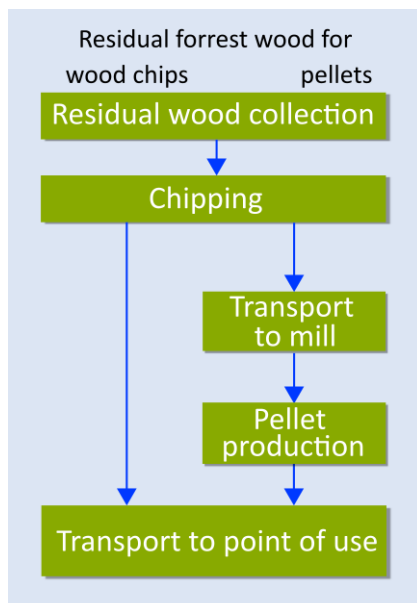 Residual forrest wood for
wood chips pellets
Residual wood collection
Chipping
Transport
to mill
Pellet
production
Transport to point of use